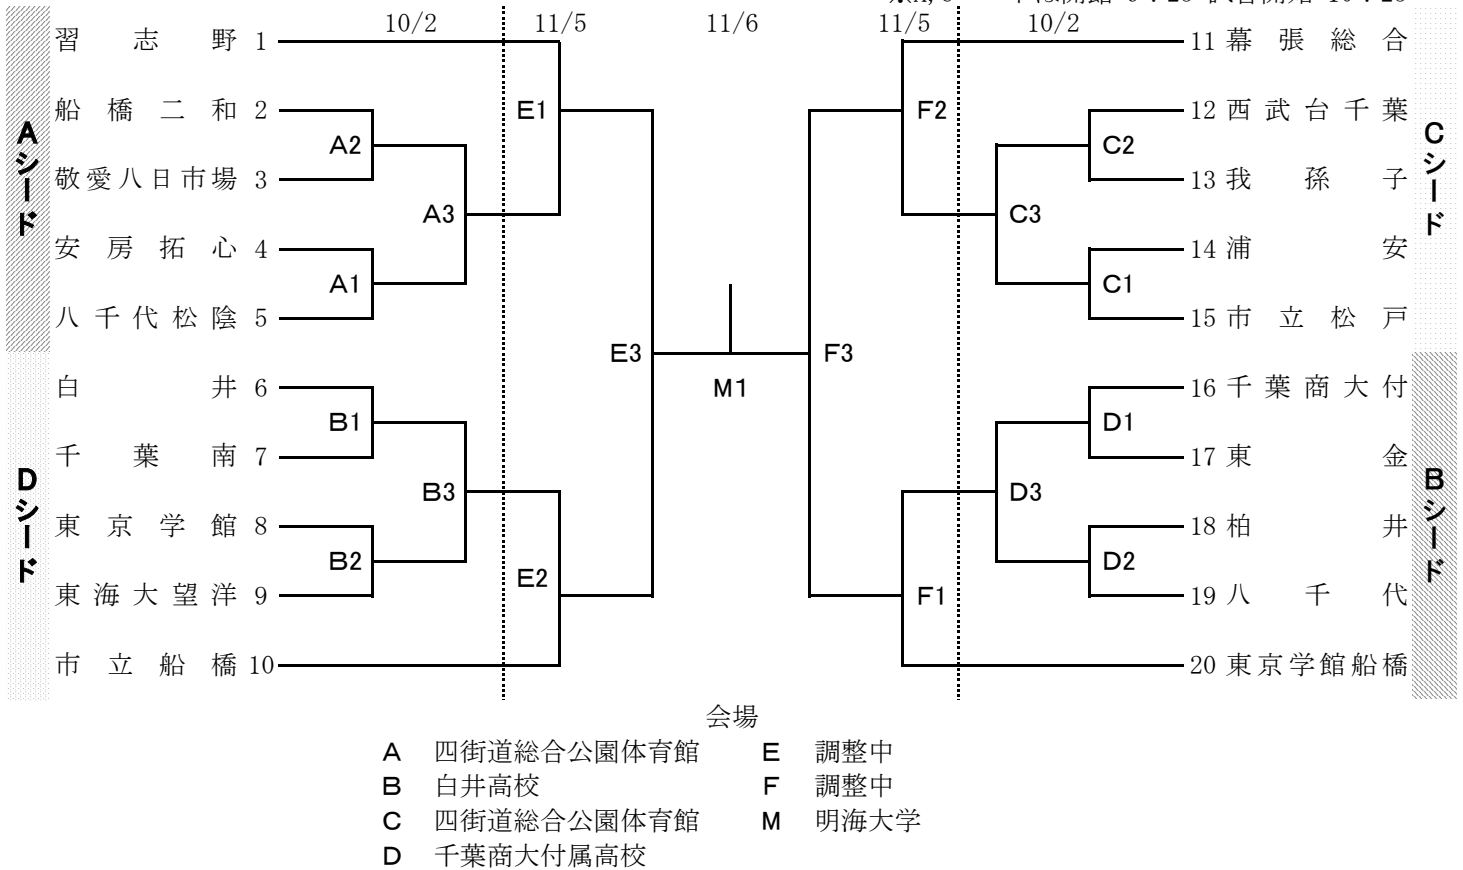 10/2 11/5 11/6 11/5 10/2
習志野 1
船橋二和 2
敬愛八日市場 3
安房拓心 4
八千代松陰 5
白井 6
千葉南 7
東京学館 8
東海大望洋 9
市立船橋 10
Aシード
Dシード
A2
A1
A3
B1
B2
B3
E1
E2
E3
M1
F3
F2
F1
C3
C2
C1
D3
D1
D2
11 幕張総合
12 西武台千葉
13 我孫子
14 浦安
15 市立松戸
16 千葉商大付
17 東金
18 柏井
19 八千代
20 東京学館船橋
Cシード
Bシード
会場
A 四街道総合公園体育館 E 調整中
B 白井高校 F 調整中
C 四街道総合公園体育館 M 明海大学
D 千葉商大付属高校